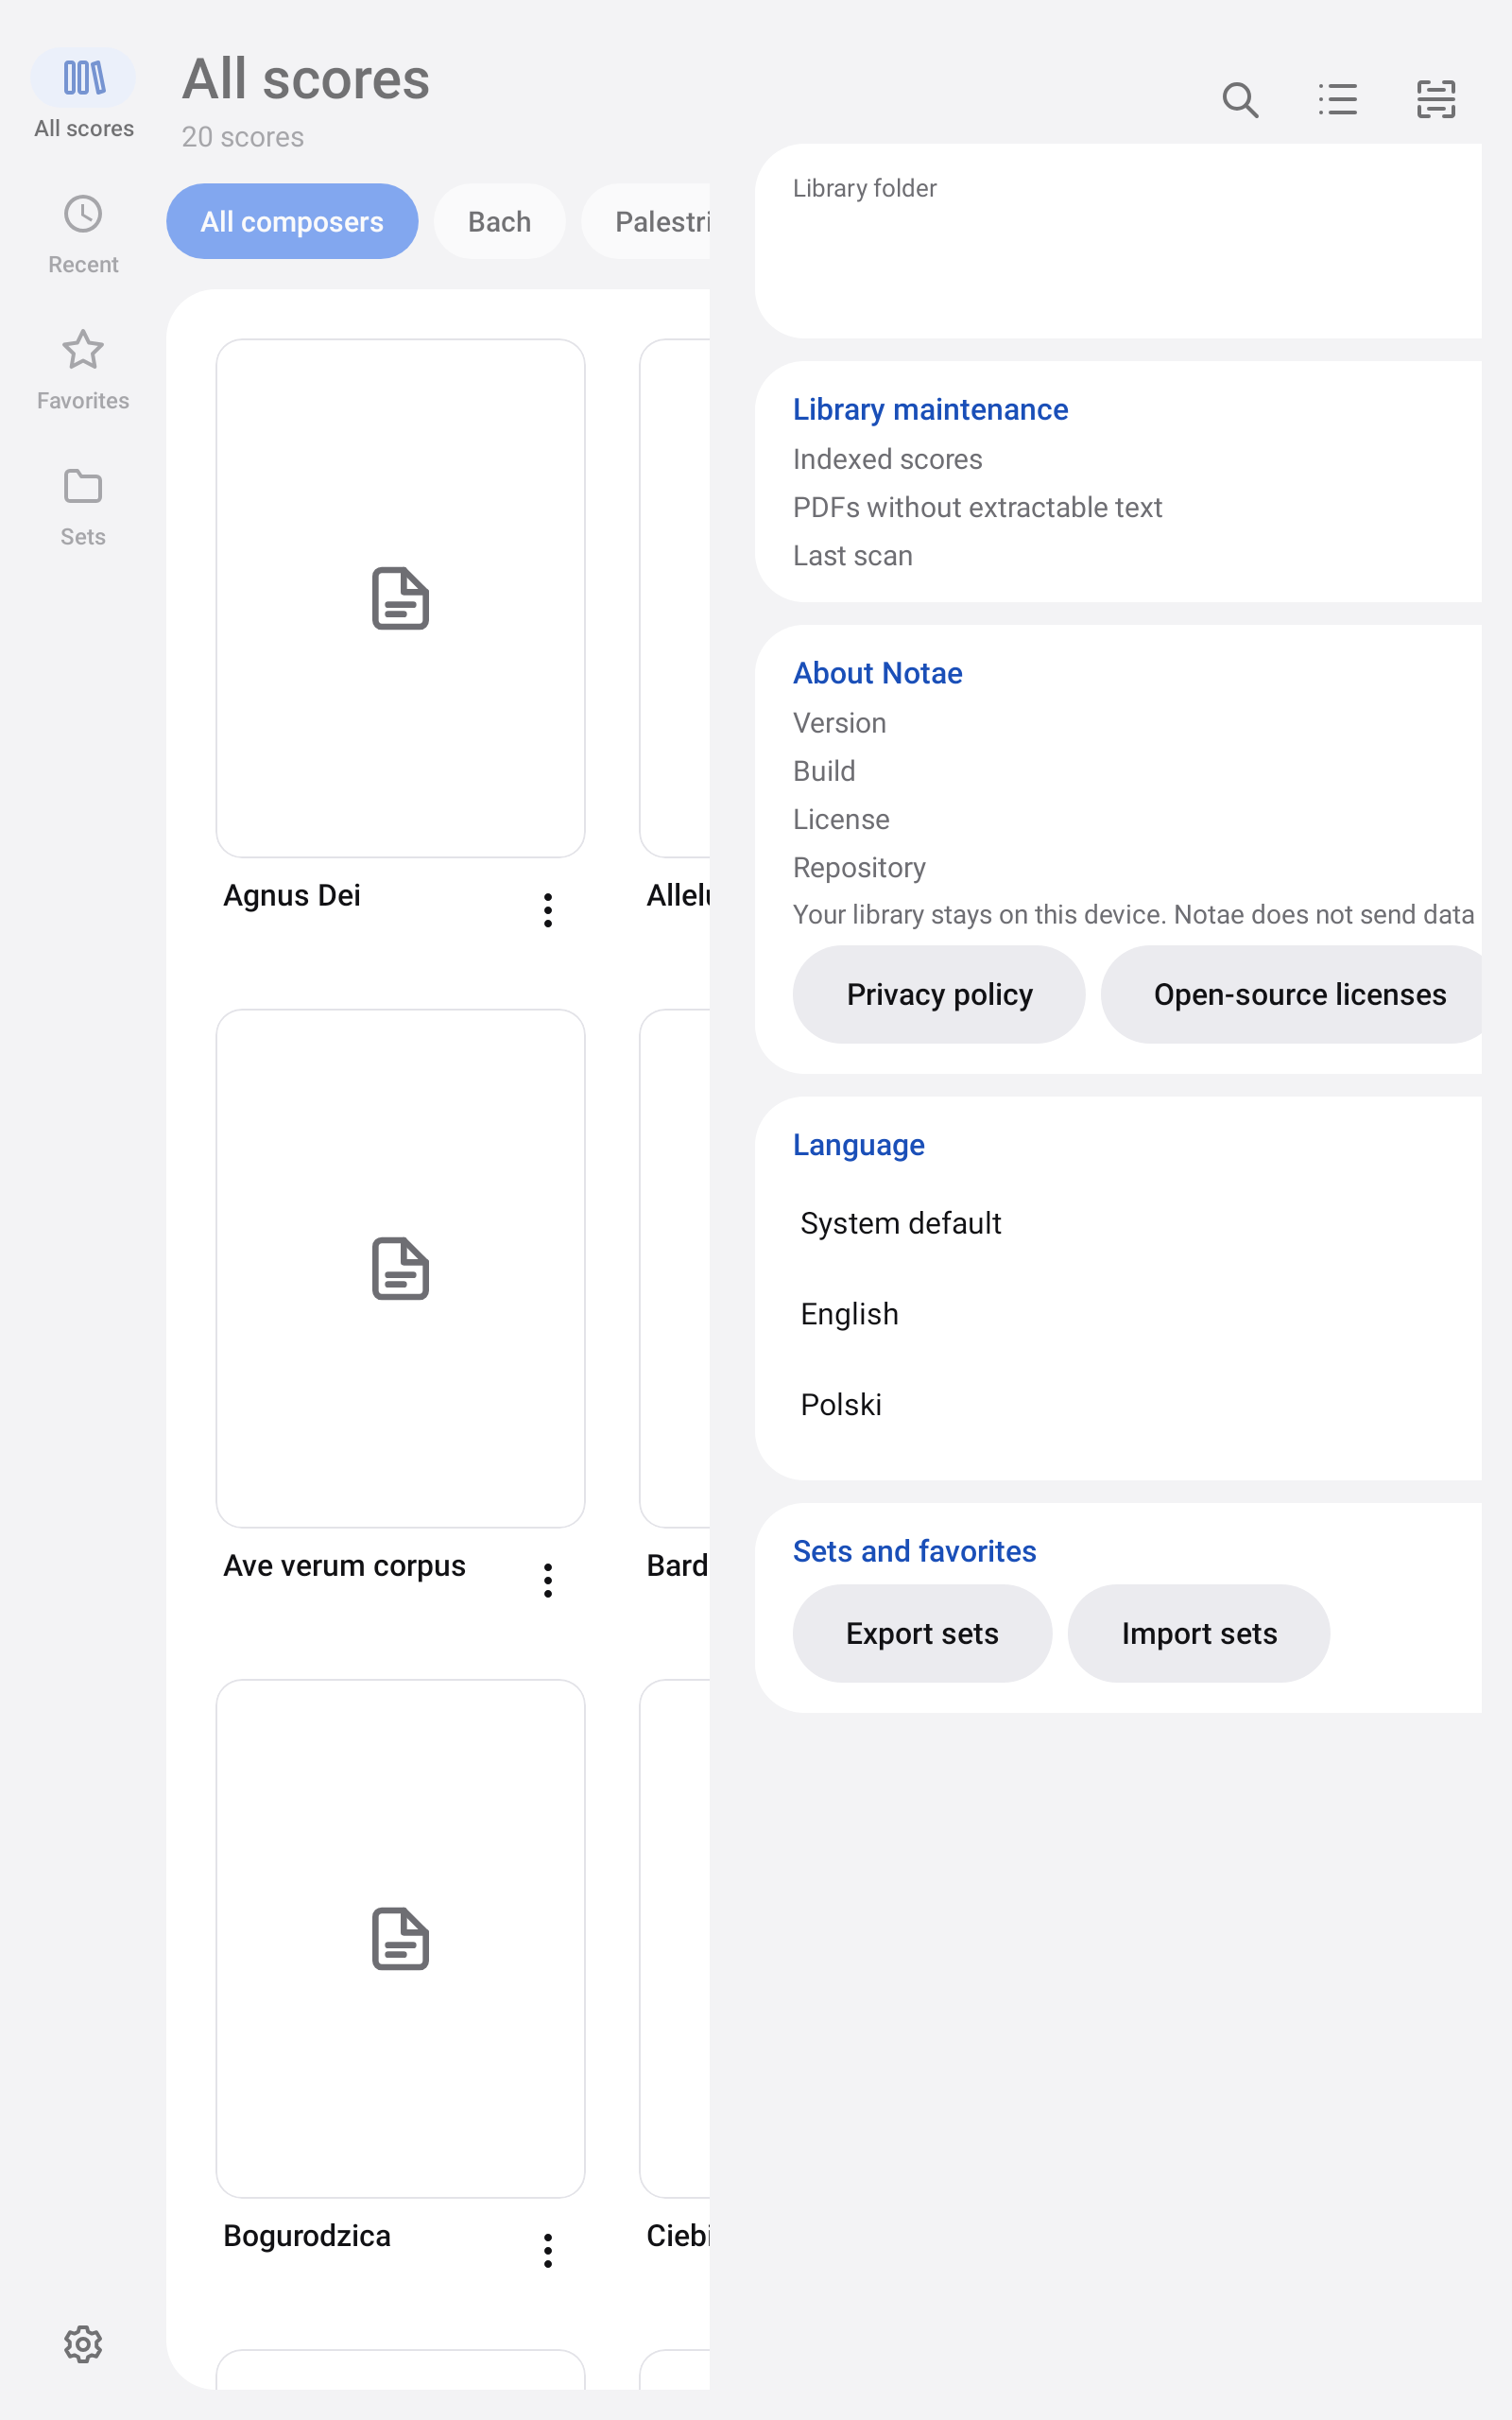 All scores
Recent
Favorites
Sets
All scores
20 scores
All composers
Bach
Palestri
Agnus Dei
Allelu
Ave verum corpus
Bard
Bogurodzica
Ciebi
Library folder
Library maintenance
Indexed scores
PDFs without extractable text
Last scan
About Notae
Version
Build
License
Repository
Your library stays on this device. Notae does not send data
Privacy policy
Open-source licenses
Language
System default
English
Polski
Sets and favorites
Export sets
Import sets